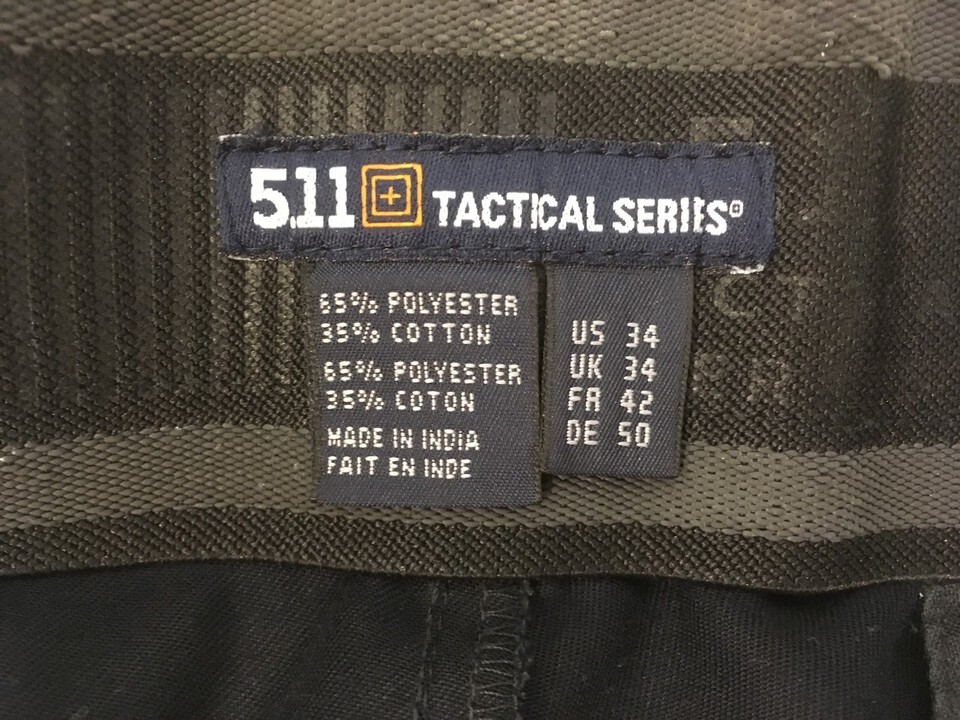 5.11 TACTICAL SERIES®
65% POLYESTER
35% COTTON
65% POLYESTER
35% COTON
MADE IN INDIA
FAIT EN INDE
US 34
UK 34
FR 42
DE 50